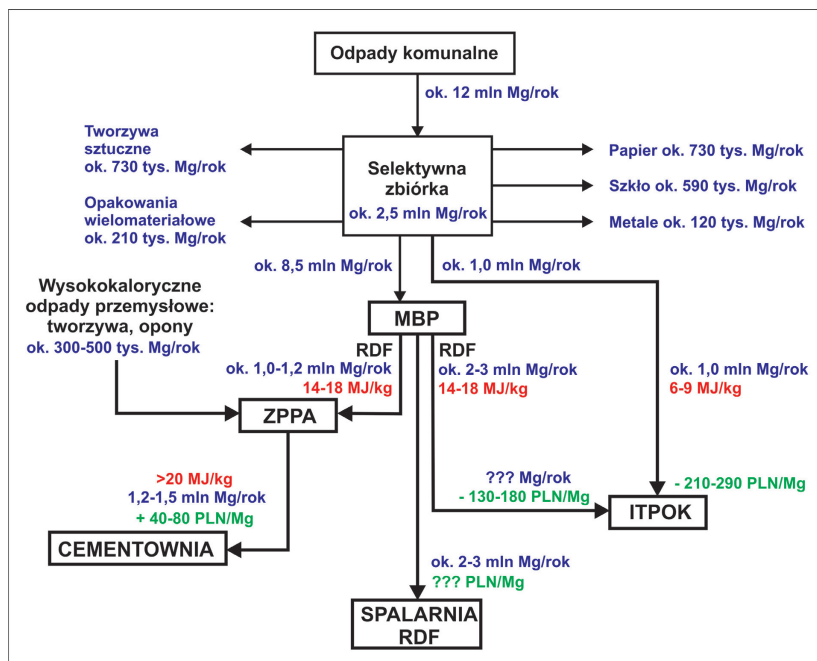 Odpady komunalne
ok. 12 mln Mg/rok
Tworzywa
sztuczne
ok. 730 tys. Mg/rok
Opakowania
wielomateriałowe
ok. 210 tys. Mg/rok
Selektywna
zbiórka
ok. 2,5 mln Mg/rok
Papier ok. 730 tys. Mg/rok
Szkło ok. 590 tys. Mg/rok
Metale ok. 120 tys. Mg/rok
ok. 8,5 mln Mg/rok
ok. 1,0 mln Mg/rok
Wysokokaloryczne
odpady przemysłowe:
tworzywa, opony
ok. 300-500 tys. Mg/rok
MBP
RDF
ok. 1,0-1,2 mln Mg/rok
14-18 MJ/kg
RDF
ok. 2-3 mln Mg/rok
14-18 MJ/kg
ok. 1,0 mln Mg/rok
6-9 MJ/kg
ZPPA
>20 MJ/kg
1,2-1,5 mln Mg/rok
+ 40-80 PLN/Mg
??? Mg/rok
- 130-180 PLN/Mg
- 210-290 PLN/Mg
ITPOK
CEMENTOWNIA
ok. 2-3 mln Mg/rok
??? PLN/Mg
SPALARNIA
RDF